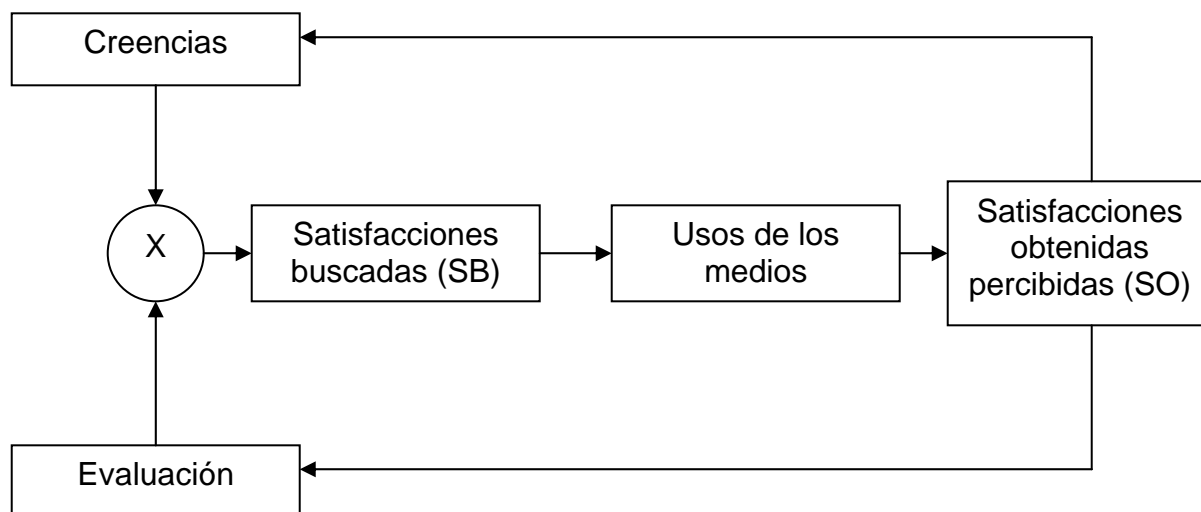 Creencias
X
Satisfacciones
buscadas (SB)
Usos de los
medios
Satisfacciones
obtenidas
percibidas (SO)
Evaluación